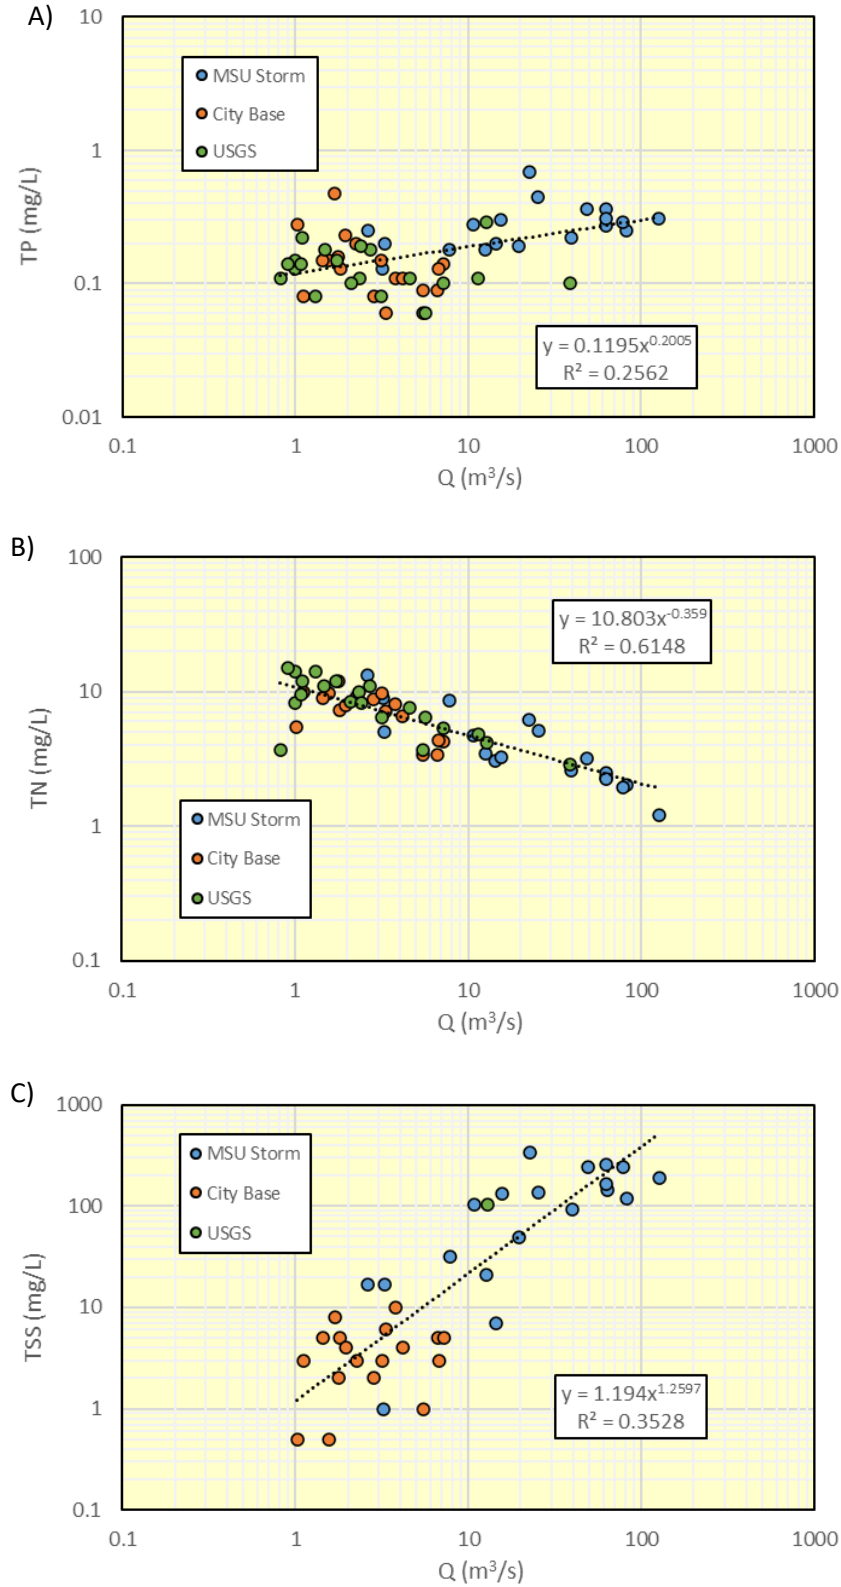 A)
10
1
0.1
0.01
TP (mg/L)
MSU Storm
City Base
USGS
y = 0.1195x^0.2005
R² = 0.2562
0.1 1 10 100 1000
Q (m³/s)
B)
100
10
1
0.1
TN (mg/L)
y = 10.803x^-0.359
R² = 0.6148
MSU Storm
City Base
USGS
0.1 1 10 100 1000
Q (m³/s)
C)
1000
100
10
1
0.1
TSS (mg/L)
MSU Storm
City Base
USGS
y = 1.194x^1.2597
R² = 0.3528
0.1 1 10 100 1000
Q (m³/s)